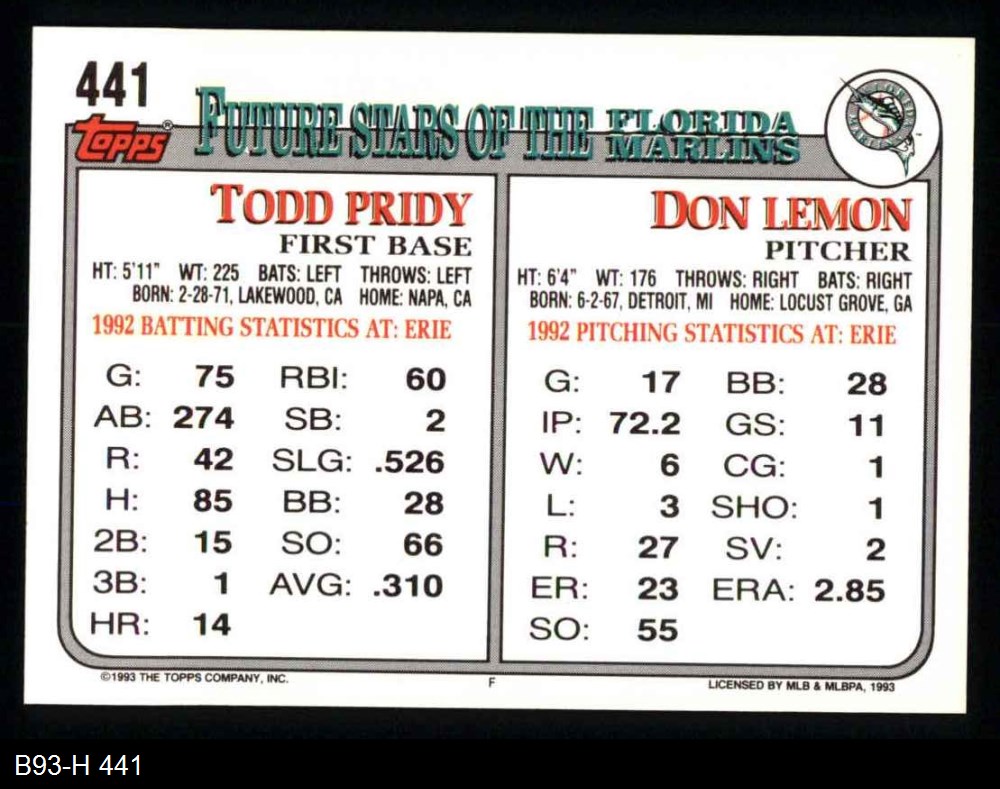 441
Topps®
FUTURE STARS OF THE FLORIDA MARLINS
TODD PRIDY
FIRST BASE
HT: 5'11" WT: 225 BATS: LEFT THROWS: LEFT
BORN: 2-28-71, LAKEWOOD, CA HOME: NAPA, CA
1992 BATTING STATISTICS AT: ERIE
G: 75 RBI: 60
AB: 274 SB: 2
R: 42 SLG: .526
H: 85 BB: 28
2B: 15 SO: 66
3B: 1 AVG: .310
HR: 14
DON LEMON
PITCHER
HT: 6'4" WT: 176 THROWS: RIGHT BATS: RIGHT
BORN: 6-2-67, DETROIT, MI HOME: LOCUST GROVE, GA
1992 PITCHING STATISTICS AT: ERIE
G: 17 BB: 28
IP: 72.2 GS: 11
W: 6 CG: 1
L: 3 SHO: 1
R: 27 SV: 2
ER: 23 ERA: 2.85
SO: 55
©1993 THE TOPPS COMPANY, INC.
F
LICENSED BY MLB & MLBPA, 1993
B93-H 441